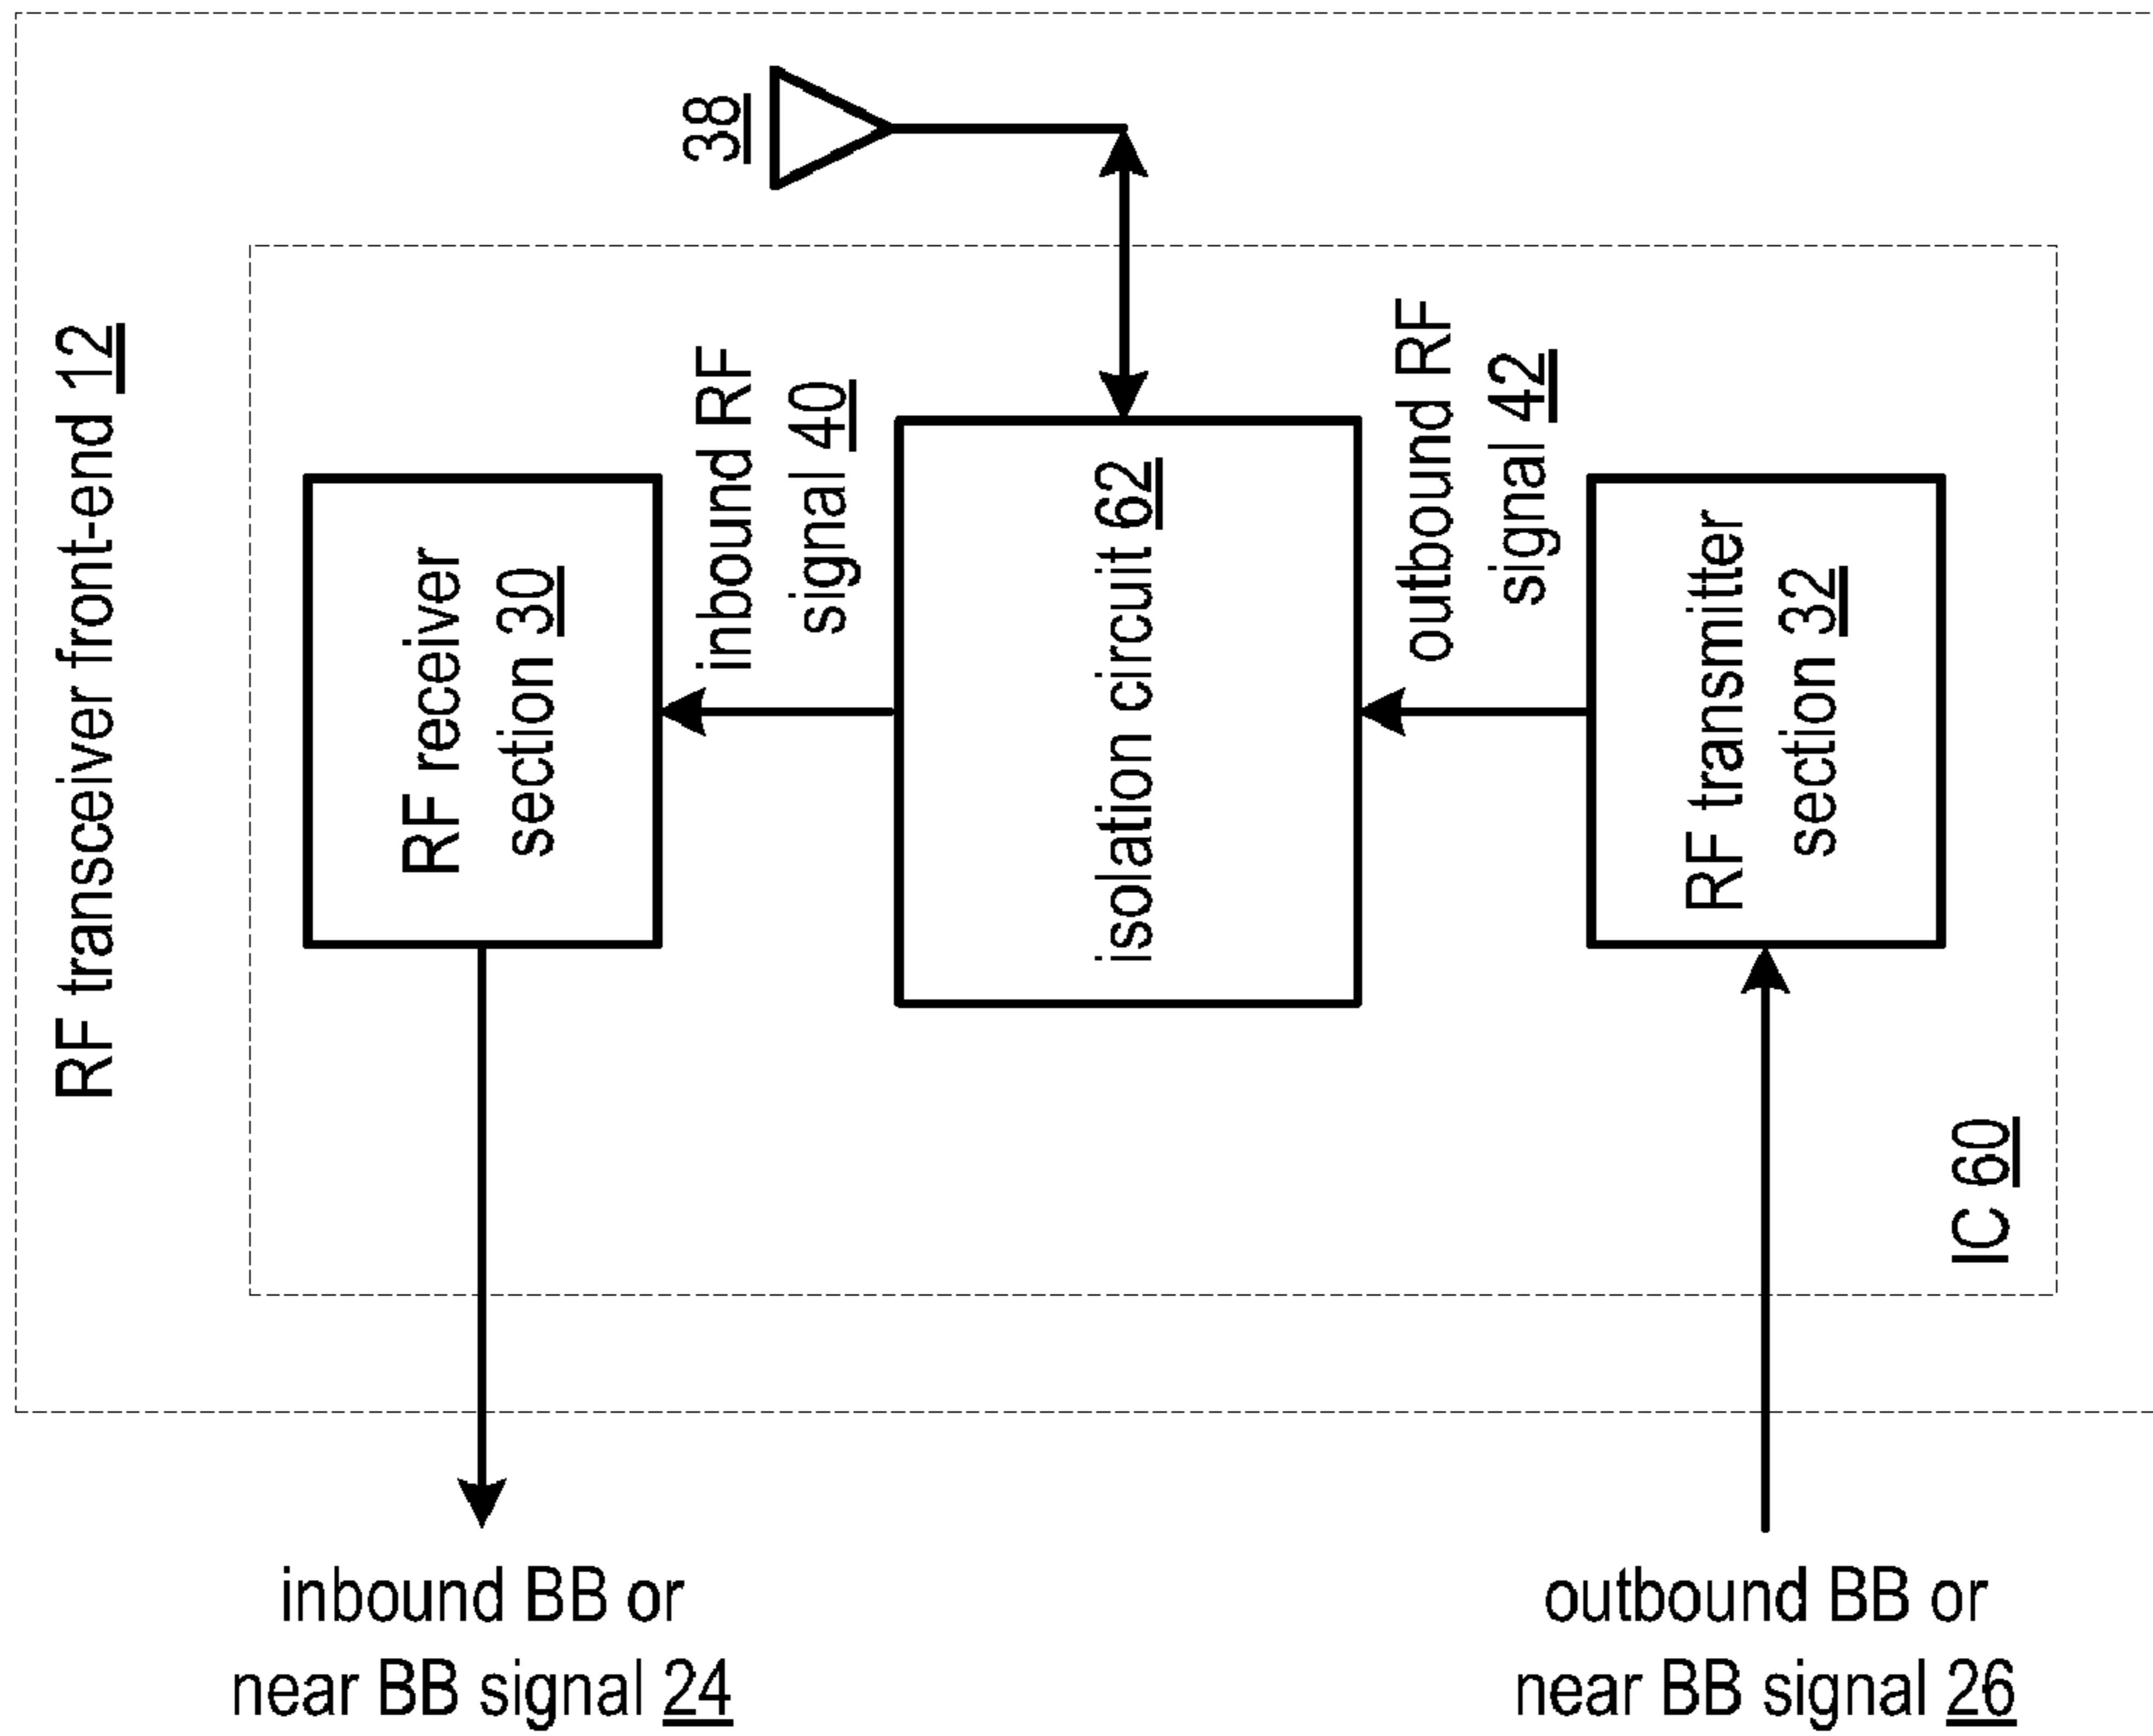 RF transceiver front-end 12
38
RF receiver
section 30
inbound RF
signal 40
isolation circuit 62
outbound RF
signal 42
RF transmitter
section 32
IC 60
inbound BB or
near BB signal 24
outbound BB or
near BB signal 26